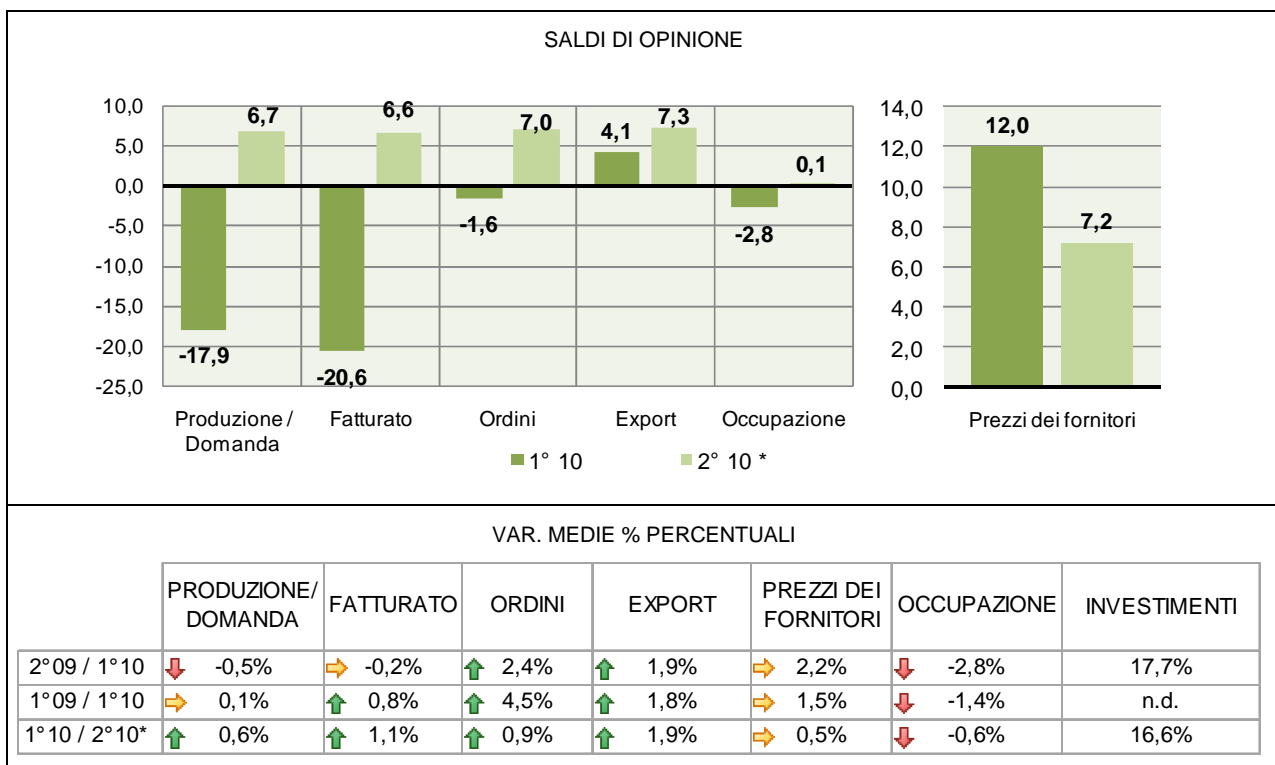 SALDI DI OPINIONE
10,0
5,0
0,0
-5,0
-10,0
-15,0
-20,0
-25,0
6,7
6,6
7,0
4,1
7,3
0,1
-17,9
-20,6
-1,6
-2,8
Produzione / Domanda
Fatturato
Ordini
Export
Occupazione
14,0
12,0
10,0
8,0
6,0
4,0
2,0
0,0
12,0
7,2
Prezzi dei fornitori
1° 10
2° 10 *
VAR. MEDIE % PERCENTUALI
PRODUZIONE/ DOMANDA FATTURATO ORDINI EXPORT PREZZI DEI FORNITORI OCCUPAZIONE INVESTIMENTI
2°09 / 1°10 -0,5% -0,2% 2,4% 1,9% 2,2% -2,8% 17,7%
1°09 / 1°10 0,1% 0,8% 4,5% 1,8% 1,5% -1,4% n.d.
1°10 / 2°10* 0,6% 1,1% 0,9% 1,9% 0,5% -0,6% 16,6%